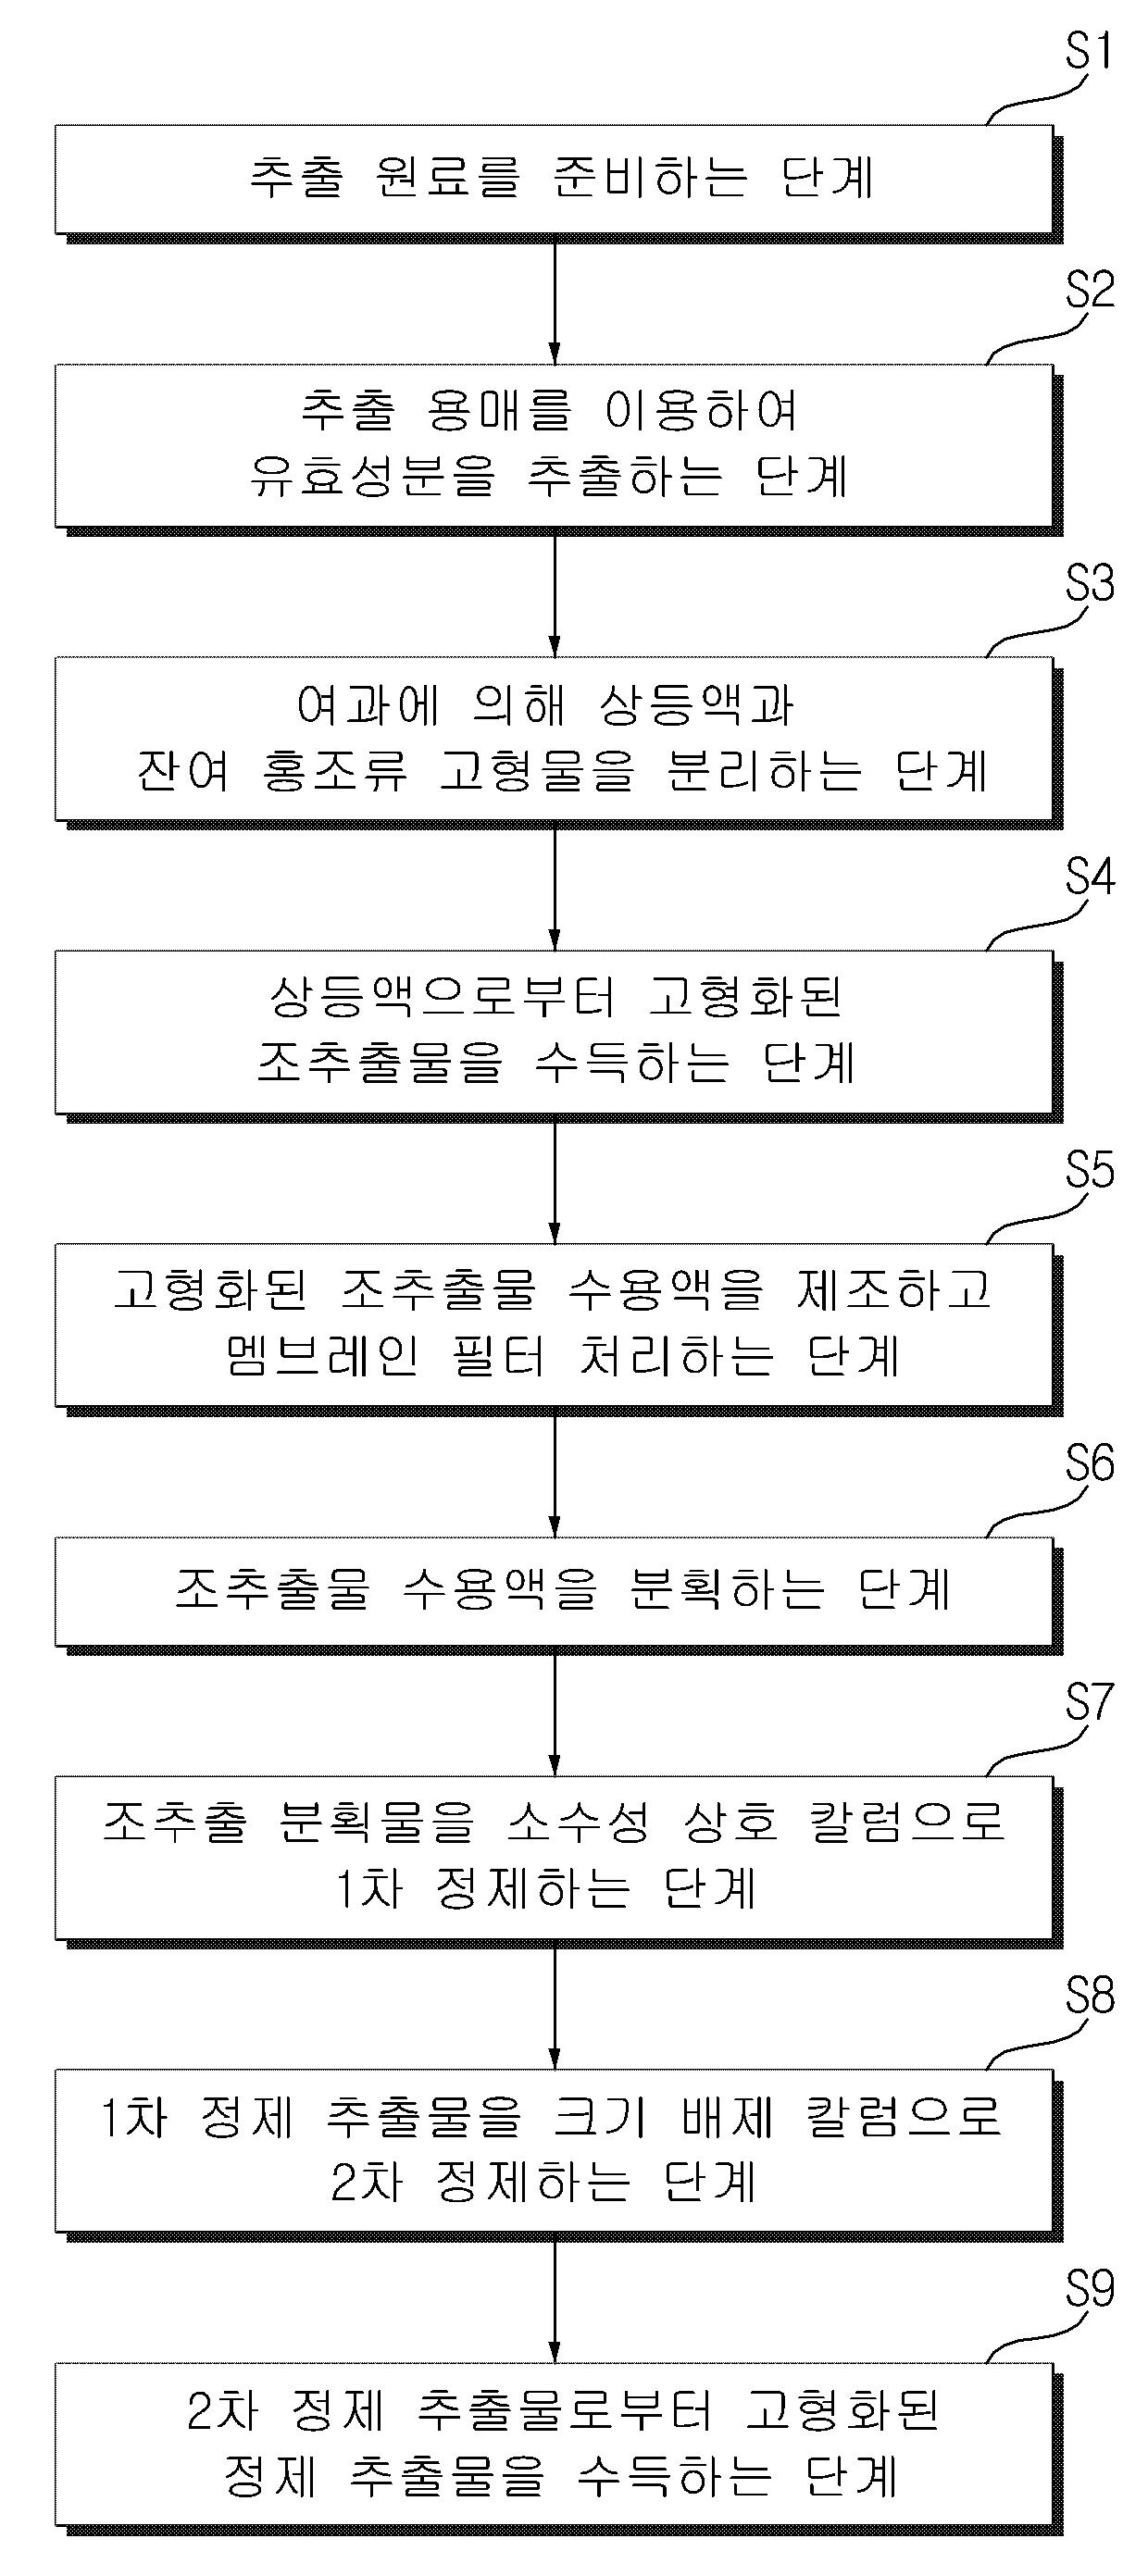 S1
추출 원료를 준비하는 단계
S2
추출 용매를 이용하여
유효성분을 추출하는 단계
S3
여과에 의해 상등액과
잔여 홍조류 고형물을 분리하는 단계
S4
상등액으로부터 고형화된
조추출물을 수득하는 단계
S5
고형화된 조추출물 수용액을 제조하고
멤브레인 필터 처리하는 단계
S6
조추출물 수용액을 분획하는 단계
S7
조추출 분획물을 소수성 상호 칼럼으로
1차 정제하는 단계
S8
1차 정제 추출물을 크기 배제 칼럼으로
2차 정제하는 단계
S9
2차 정제 추출물로부터 고형화된
정제 추출물을 수득하는 단계